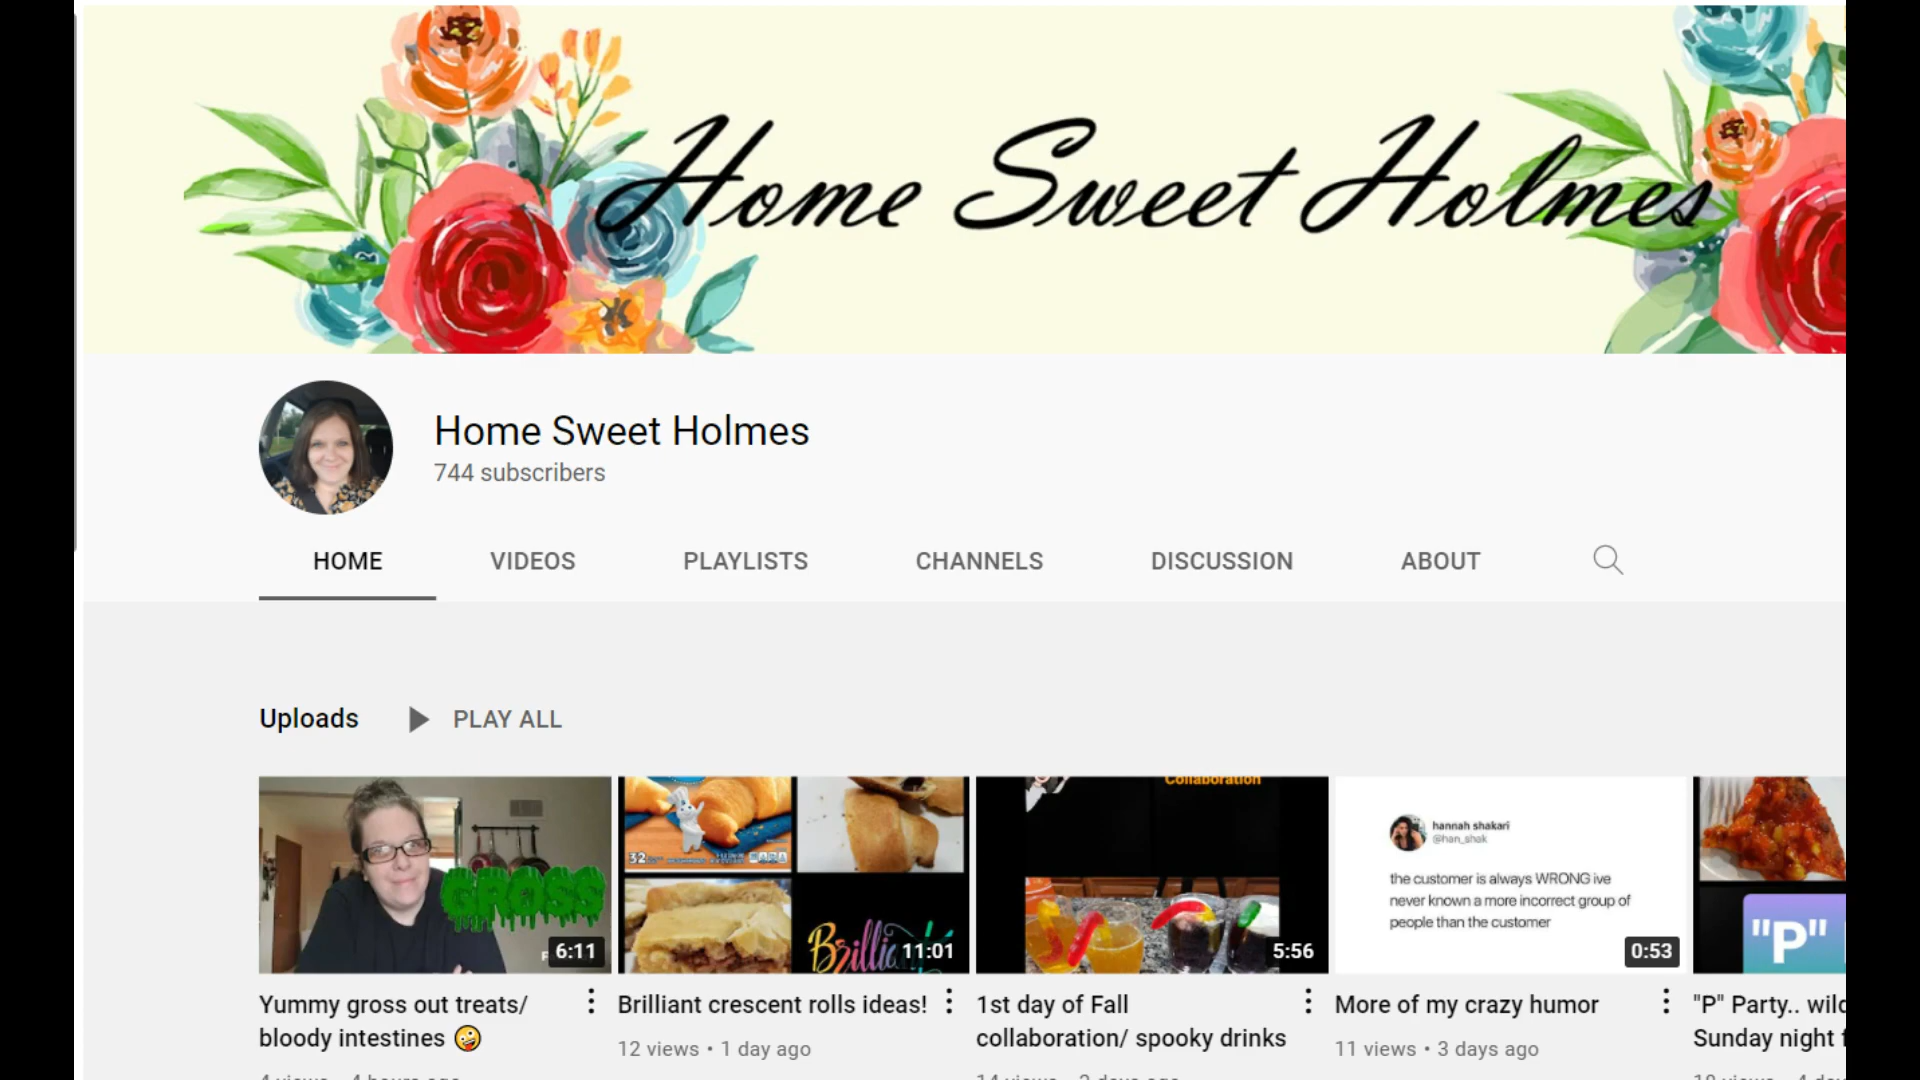 Home Sweet Holmes
Home Sweet Holmes
744 subscribers
HOME VIDEOS PLAYLISTS CHANNELS DISCUSSION ABOUT
Uploads PLAY ALL
GROSS
6:11
32
11:01
Collaboration
5:56
hannah shakari
@han_shak
the customer is always WRONG ive
never known a more incorrect group of
people than the customer
0:53
"P"
Yummy gross out treats/
bloody intestines 🤪
Brilliant crescent rolls ideas!
12 views • 1 day ago
1st day of Fall
collaboration/ spooky drinks
More of my crazy humor
11 views • 3 days ago
"P" Party..
Sunday night